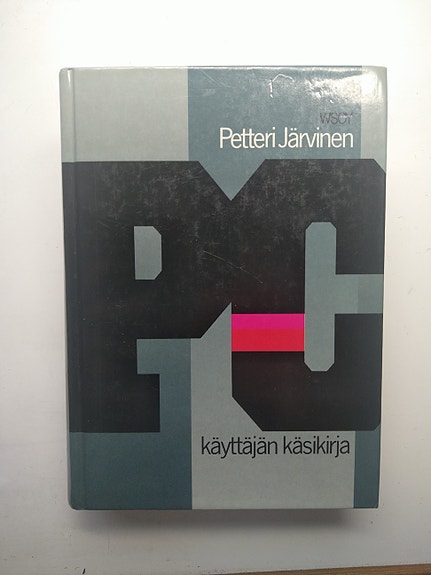 WSOY
Petteri Järvinen
PC-
käyttäjän käsikirja